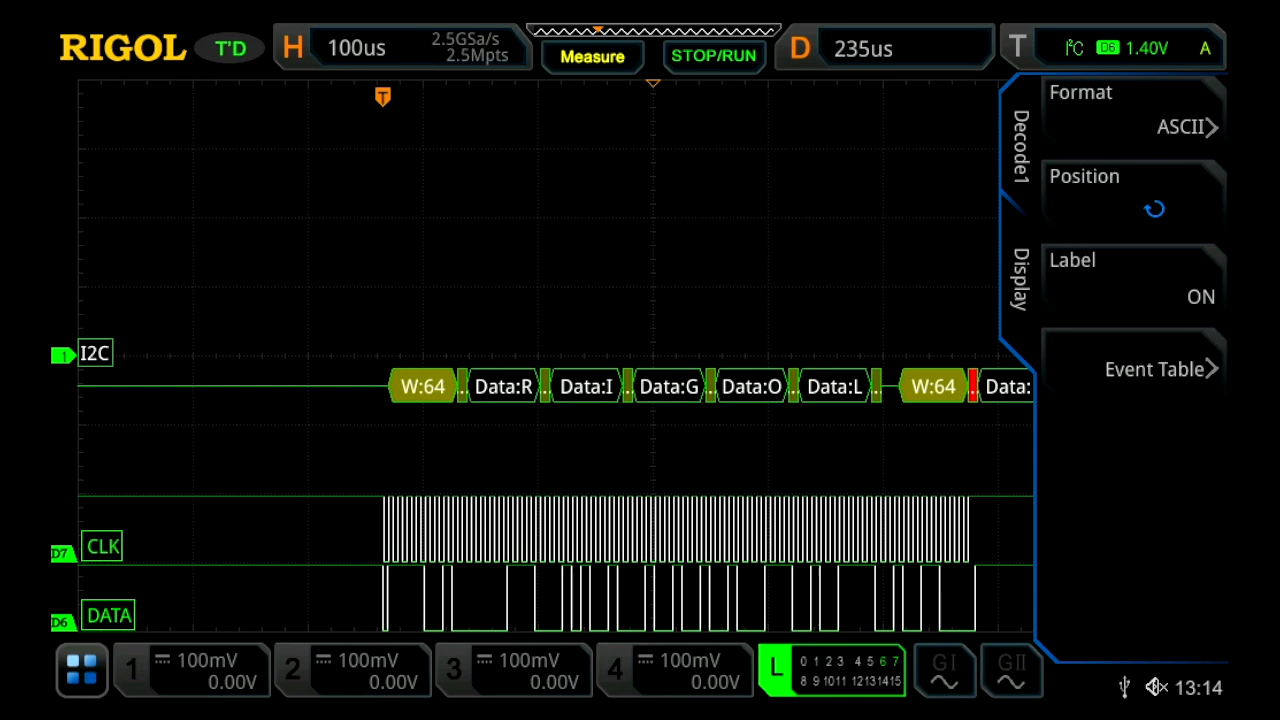 RIGOL T'D H 100us 2.5GSa/s 2.5Mpts Measure STOP/RUN D 235us T I²C D6 1.40V A
T
Format
ASCII
Decode1
Position
Display
Label
ON
Event Table
1 I2C
W:64 .. Data:R .. Data:I .. Data:G .. Data:O .. Data:L .. W:64 .. Data:
D7 CLK
D6 DATA
1 100mV 0.00V 2 100mV 0.00V 3 100mV 0.00V 4 100mV 0.00V L 0 1 2 3 4 5 6 7 GI GII
8 9 10 11 12 13 14 15
13:14